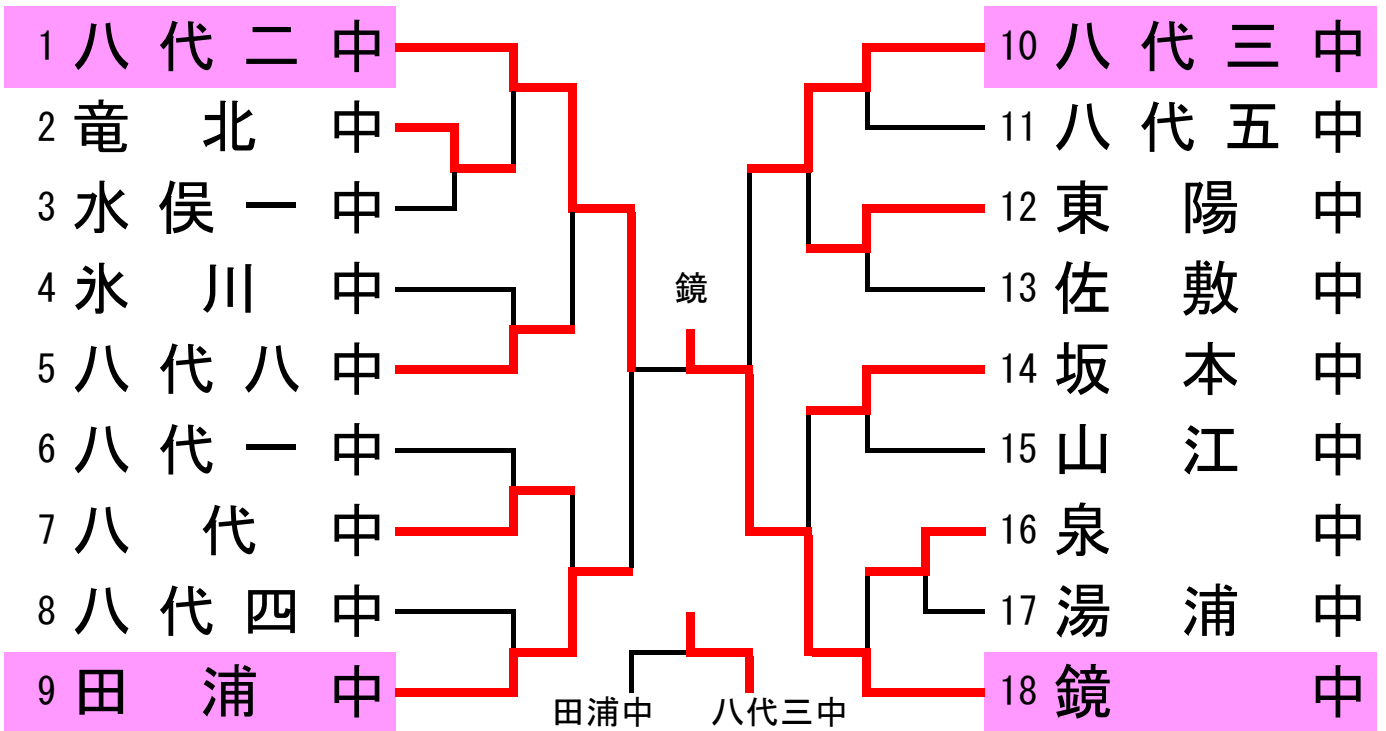 1 八代二中
2 竜北中
3 水俣一中
4 氷川中
5 八代八中
6 八代一中
7 八代中
8 八代四中
9 田浦中
鏡
田浦中
八代三中
10 八代三中
11 八代五中
12 東陽中
13 佐敷中
14 坂本中
15 山江中
16 泉中
17 湯浦中
18 鏡中